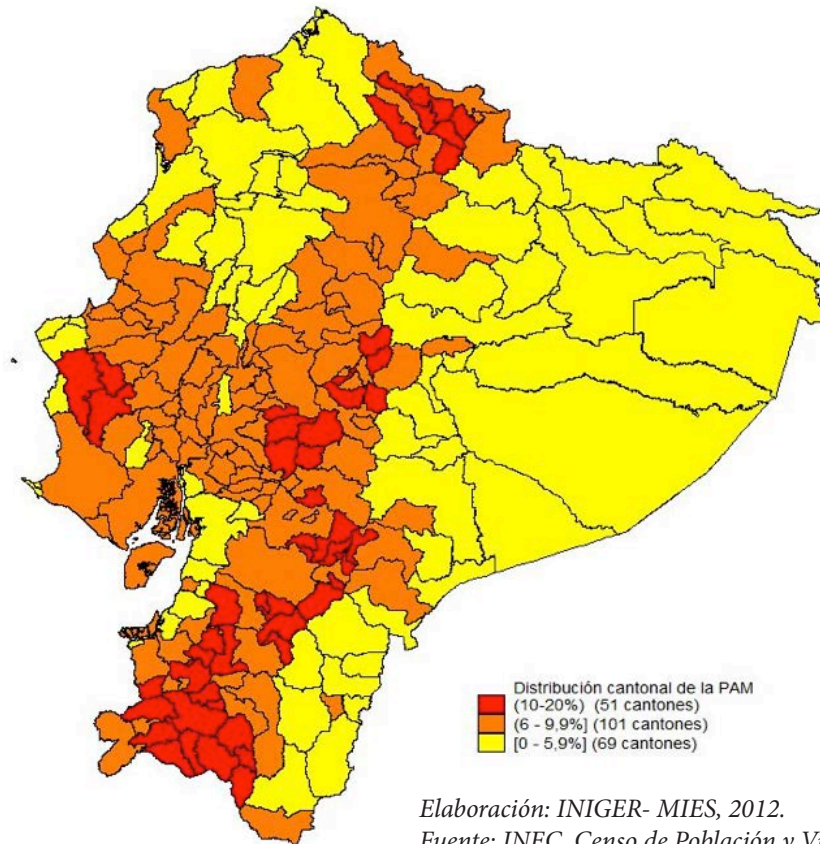 Distribución cantonal de la PAM
(10-20%) (51 cantones)
(6 - 9,9%] (101 cantones)
[0 - 5,9%] (69 cantones)
Elaboración: INIGER- MIES, 2012.
Fuente: INEC, Censo de Población y